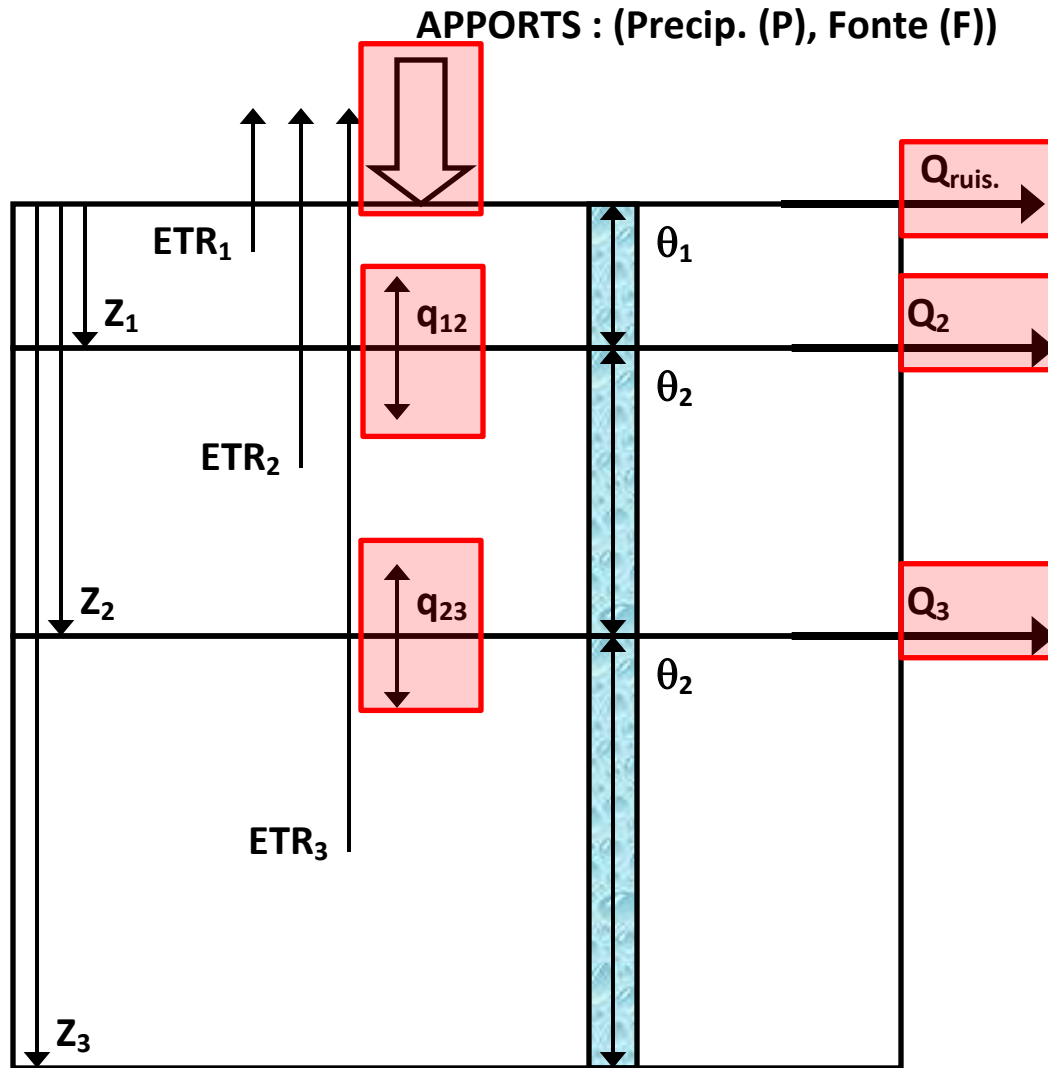 APPORTS : (Precip. (P), Fonte (F))
Qruis.
ETR1
θ1
Z1
q12
Q2
θ2
ETR2
Z2
q23
Q3
θ2
ETR3
Z3